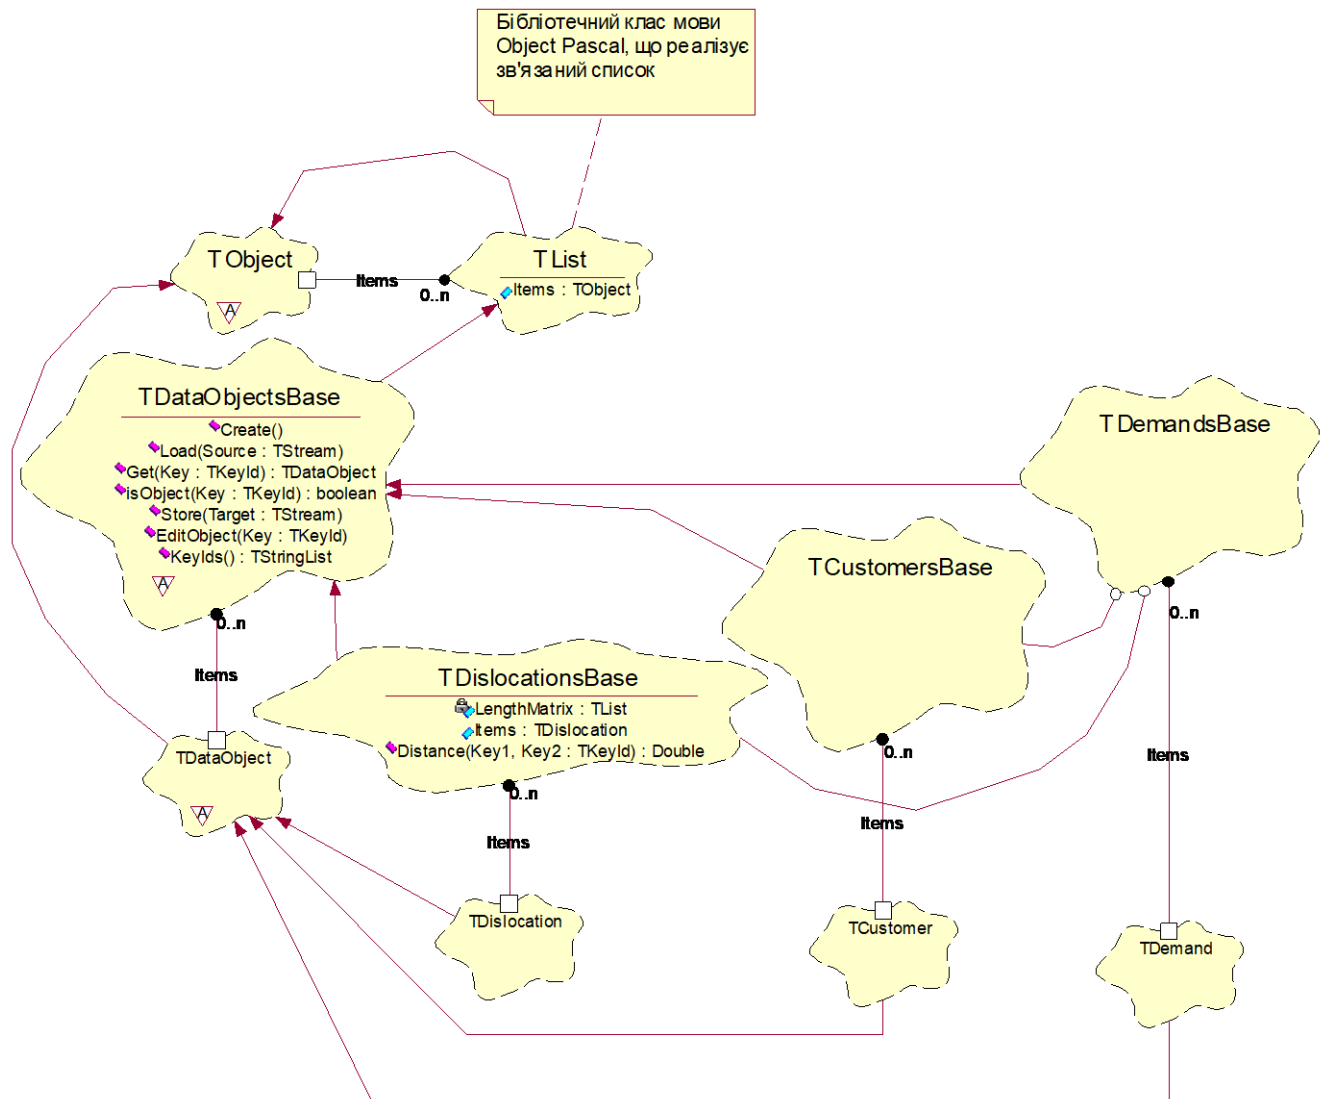 Бібліотечний клас мови
Object Pascal, що реалізує
зв'язаний список
TObject
A
Items
0..n
TList
Items : TObject
TDataObjectsBase
Create()
Load(Source : TStream)
Get(Key : TKeyId) : TDataObject
isObject(Key : TKeyId) : boolean
Store(Target : TStream)
EditObject(Key : TKeyId)
KeyIds() : TStringList
A
0..n
Items
TDemandsBase
0..n
Items
TCustomersBase
0..n
Items
TDislocationsBase
LengthMatrix : TList
Items : TDislocation
Distance(Key1, Key2 : TKeyId) : Double
0..n
Items
TDataObject
A
TDislocation
TCustomer
TDemand